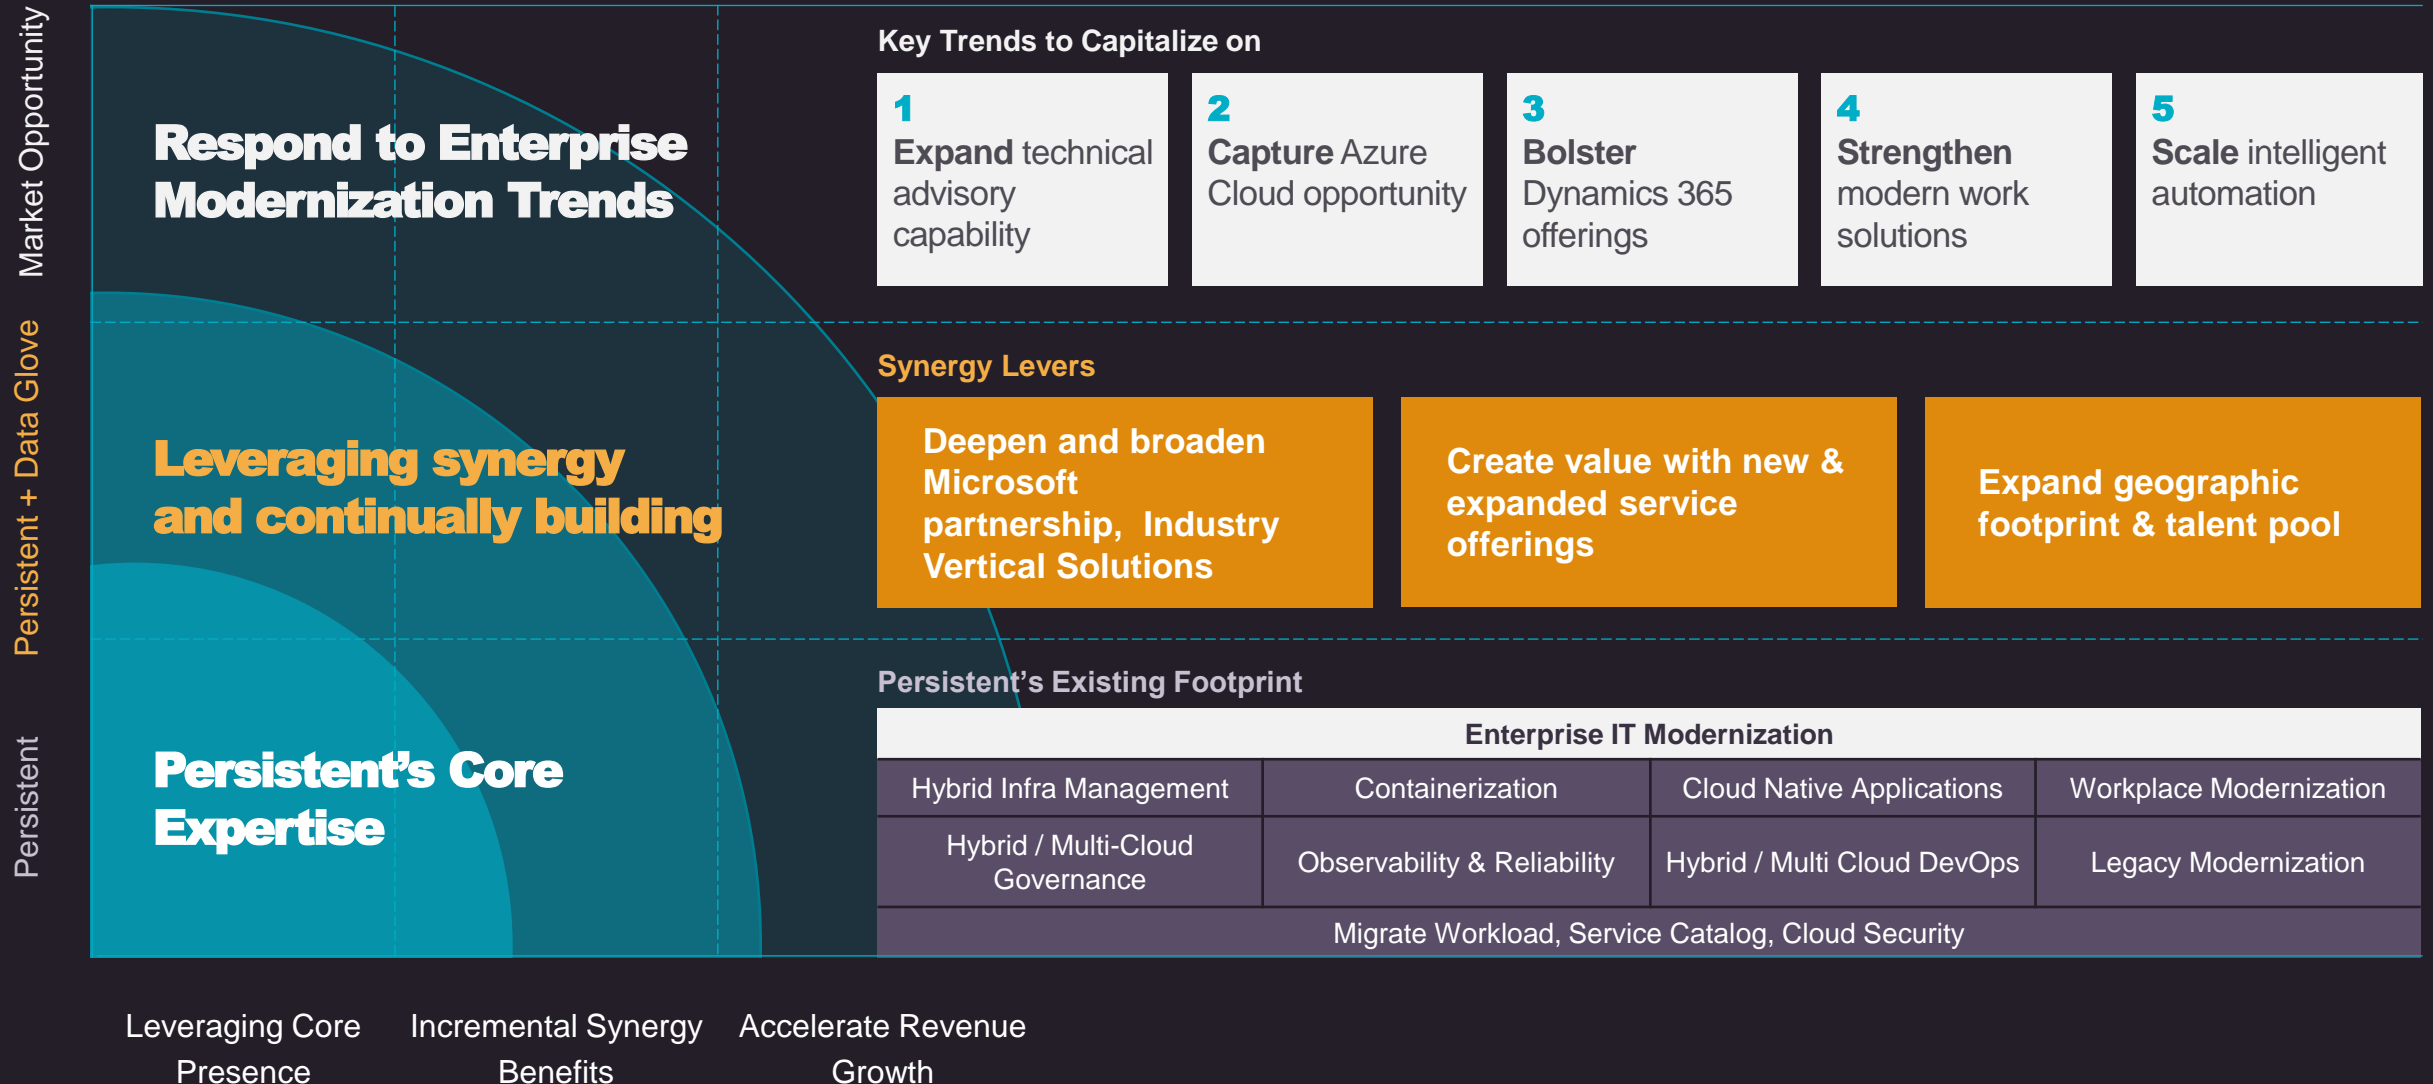 Market Opportunity
Respond to Enterprise
Modernization Trends
Key Trends to Capitalize on
1
Expand technical
advisory
capability
2
Capture Azure
Cloud opportunity
3
Bolster
Dynamics 365
offerings
4
Strengthen
modern work
solutions
5
Scale intelligent
automation
Persistent + Data Glove
Leveraging synergy
and continually building
Synergy Levers
Deepen and broaden
Microsoft
partnership, Industry
Vertical Solutions
Create value with new &
expanded service
offerings
Expand geographic
footprint & talent pool
Persistent
Persistent's Core
Expertise
Persistent's Existing Footprint
Enterprise IT Modernization
Hybrid Infra Management
Containerization
Cloud Native Applications
Workplace Modernization
Hybrid / Multi-Cloud
Governance
Observability & Reliability
Hybrid / Multi Cloud DevOps
Legacy Modernization
Migrate Workload, Service Catalog, Cloud Security
Leveraging Core
Presence
Incremental Synergy
Benefits
Accelerate Revenue
Growth